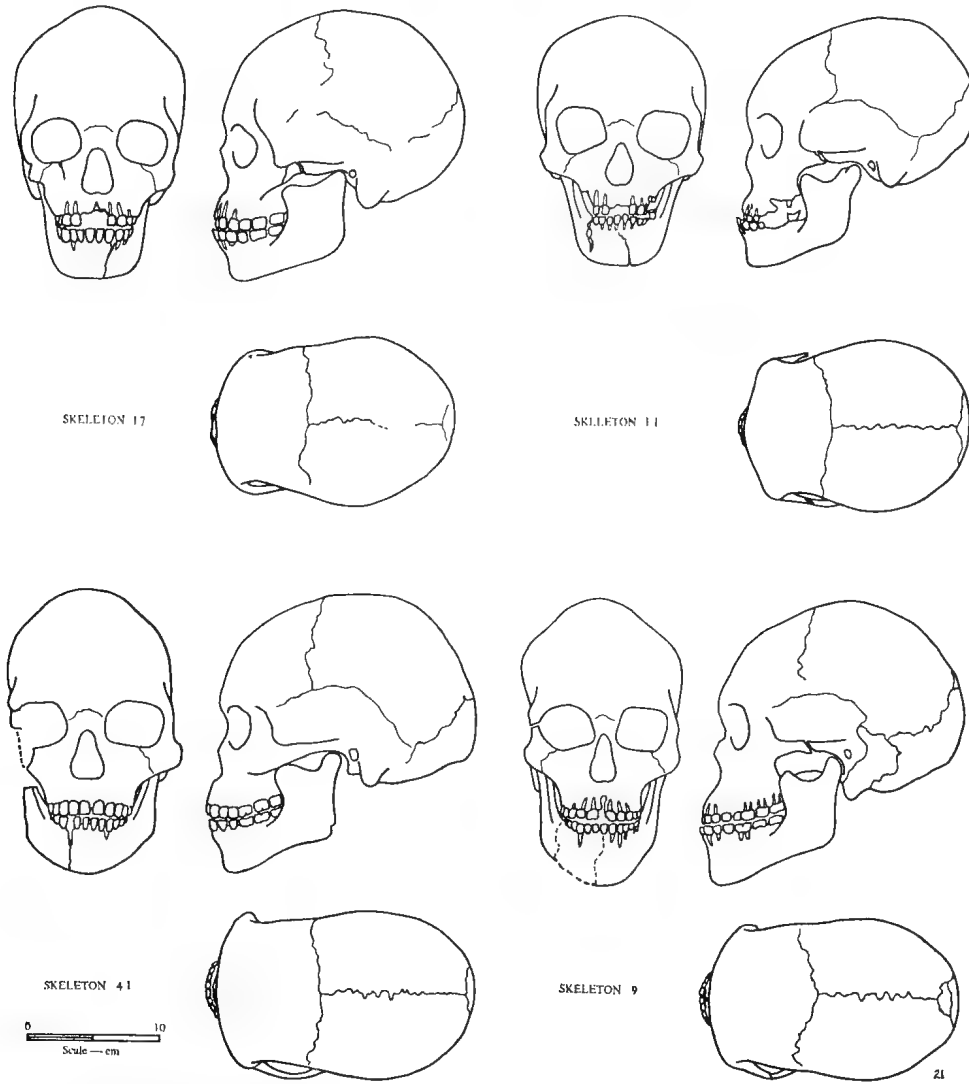 SKELETON 17
SKELETON 11
SKELETON 41
SKELETON 9
0 10
Scale — cm
21